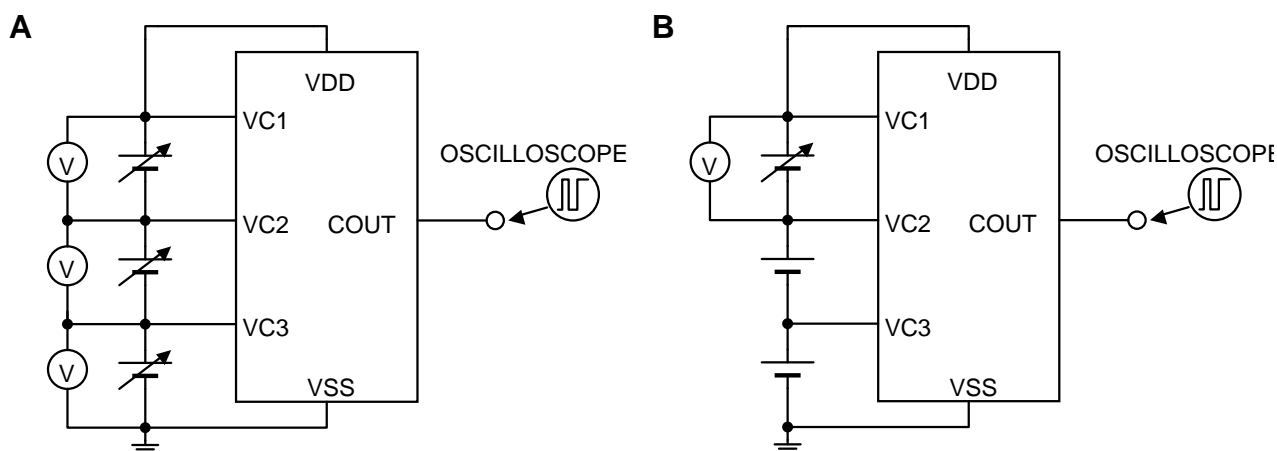 A
VDD
VC1
V
OSCILLOSCOPE
VC2
COUT
V
VC3
V
VSS
B
VDD
VC1
V
OSCILLOSCOPE
VC2
COUT
VC3
VSS